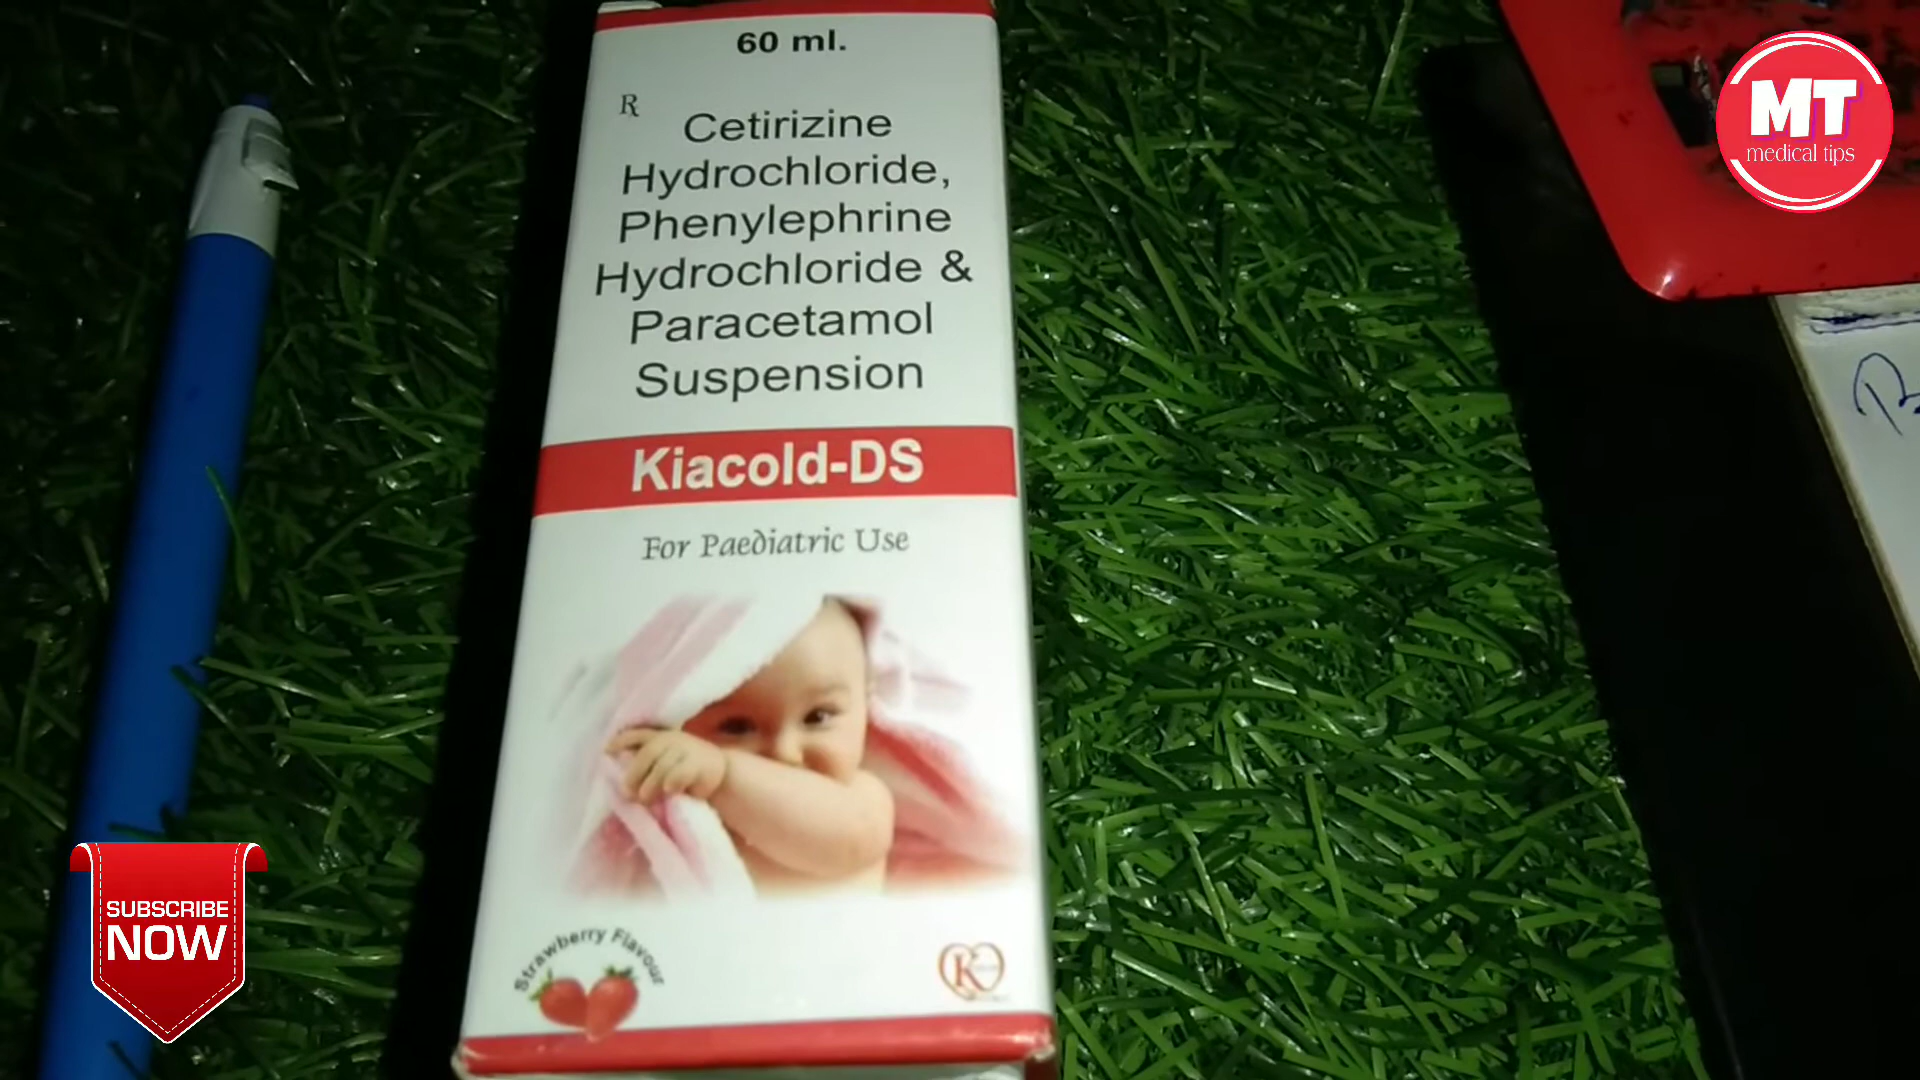 60 ml.
R
Cetirizine
Hydrochloride,
Phenylephrine
Hydrochloride &
Paracetamol
Suspension
Kiacold-DS
For Paediatric Use
Strawberry Flavour
K
MT
medical tips
SUBSCRIBE
NOW